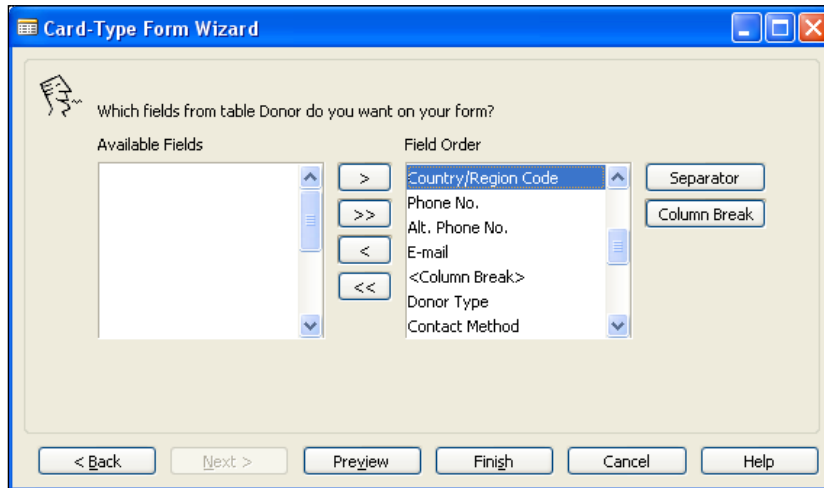 Card-Type Form Wizard
Which fields from table Donor do you want on your form?
Available Fields
Field Order
>
>>
<
<<
Country/Region Code
Phone No.
Alt. Phone No.
E-mail
<Column Break>
Donor Type
Contact Method
Separator
Column Break
< Back
Next >
Preview
Finish
Cancel
Help